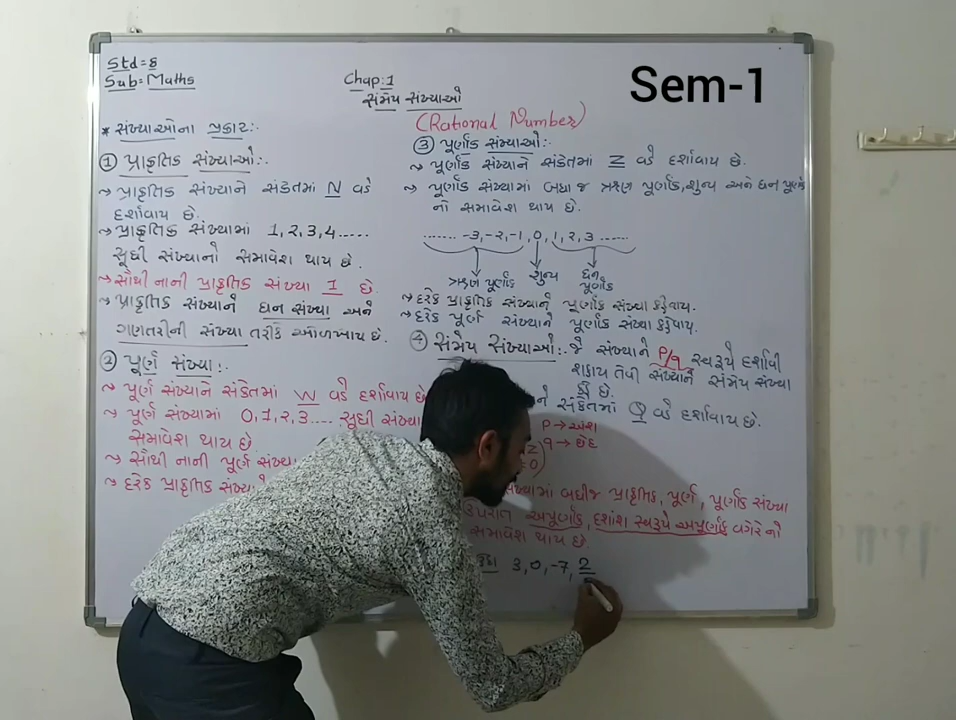 Std = 8
Sub = Maths
Chap:1
સંમેય સંખ્યાઓ
Sem-1
(Rational Number)
* સંખ્યાઓના પ્રકાર:-
① પ્રાકૃતિક સંખ્યાઓ:-
→ પ્રાકૃતિક સંખ્યાને સંકેતમાં N વડે
દર્શાવાય છે.
→ પ્રાકૃતિક સંખ્યામાં 1,2,3,4.....
સુધી સંખ્યાનો સમાવેશ થાય છે.
→ સૌથી નાની પ્રાકૃતિક સંખ્યા 1 છે.
→ પ્રાકૃતિક સંખ્યાને ઘન સંખ્યા અને
ગણતરીની સંખ્યા તરીકે ઓળખાય છે.
② પૂર્ણ સંખ્યા:-
→ પૂર્ણ સંખ્યાને સંકેતમાં W વડે દર્શાવાય છે
→ પૂર્ણ સંખ્યામાં 0,1,2,3.... સુધી સંખ્યા
સમાવેશ થાય છે
→ સૌથી નાની પૂર્ણ સંખ્યા
→ દરેક પ્રાકૃતિક સંખ્યા
③ પૂર્ણાંક સંખ્યાઓ:-
→ પૂર્ણાંક સંખ્યાને સંકેતમાં Z વડે દર્શાવાય છે.
→ પૂર્ણાંક સંખ્યામાં બધા જ ઋણ પૂર્ણાંક, શુન્ય અને ઘન પૂર્ણાંક
નો સમાવેશ થાય છે.
....... -3,-2,-1,0,1,2,3 .......
ઋણ પૂર્ણાંક શુન્ય ઘન પૂર્ણાંક
→ દરેક પ્રાકૃતિક સંખ્યાને પૂર્ણાંક સંખ્યા કહેવાય.
→ દરેક પૂર્ણ સંખ્યાને પૂર્ણાંક સંખ્યા કહેવાય.
④ સંમેય સંખ્યાઓ:- જે સંખ્યાને P/q સ્વરૂપે દર્શાવી
શકાય તેવી સંખ્યાને સંમેય સંખ્યા
કહે છે.
ને સંકેતમાં Q વડે દર્શાવાય છે.
P → અંશ
q → છેદ
સંખ્યામાં બધીજ પ્રાકૃતિક, પૂર્ણ, પૂર્ણાંક સંખ્યા
ઉપરાંત અપૂર્ણાંક, દશાંશ સ્વરૂપે અપૂર્ણાંક વગેરે નો
સમાવેશ થાય છે.
3, 0, -7, 2